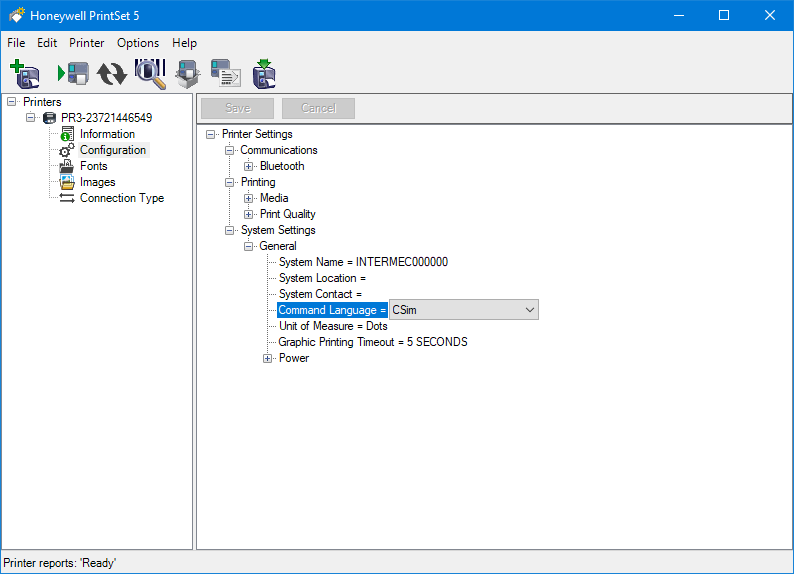 Honeywell PrintSet 5
File Edit Printer Options Help
Save Cancel
Printers
PR3-23721446549
Information
Configuration
Fonts
Images
Connection Type
Printer Settings
Communications
Bluetooth
Printing
Media
Print Quality
System Settings
General
System Name = INTERMEC000000
System Location =
System Contact =
Command Language = CSim
Unit of Measure = Dots
Graphic Printing Timeout = 5 SECONDS
Power
Printer reports: 'Ready'